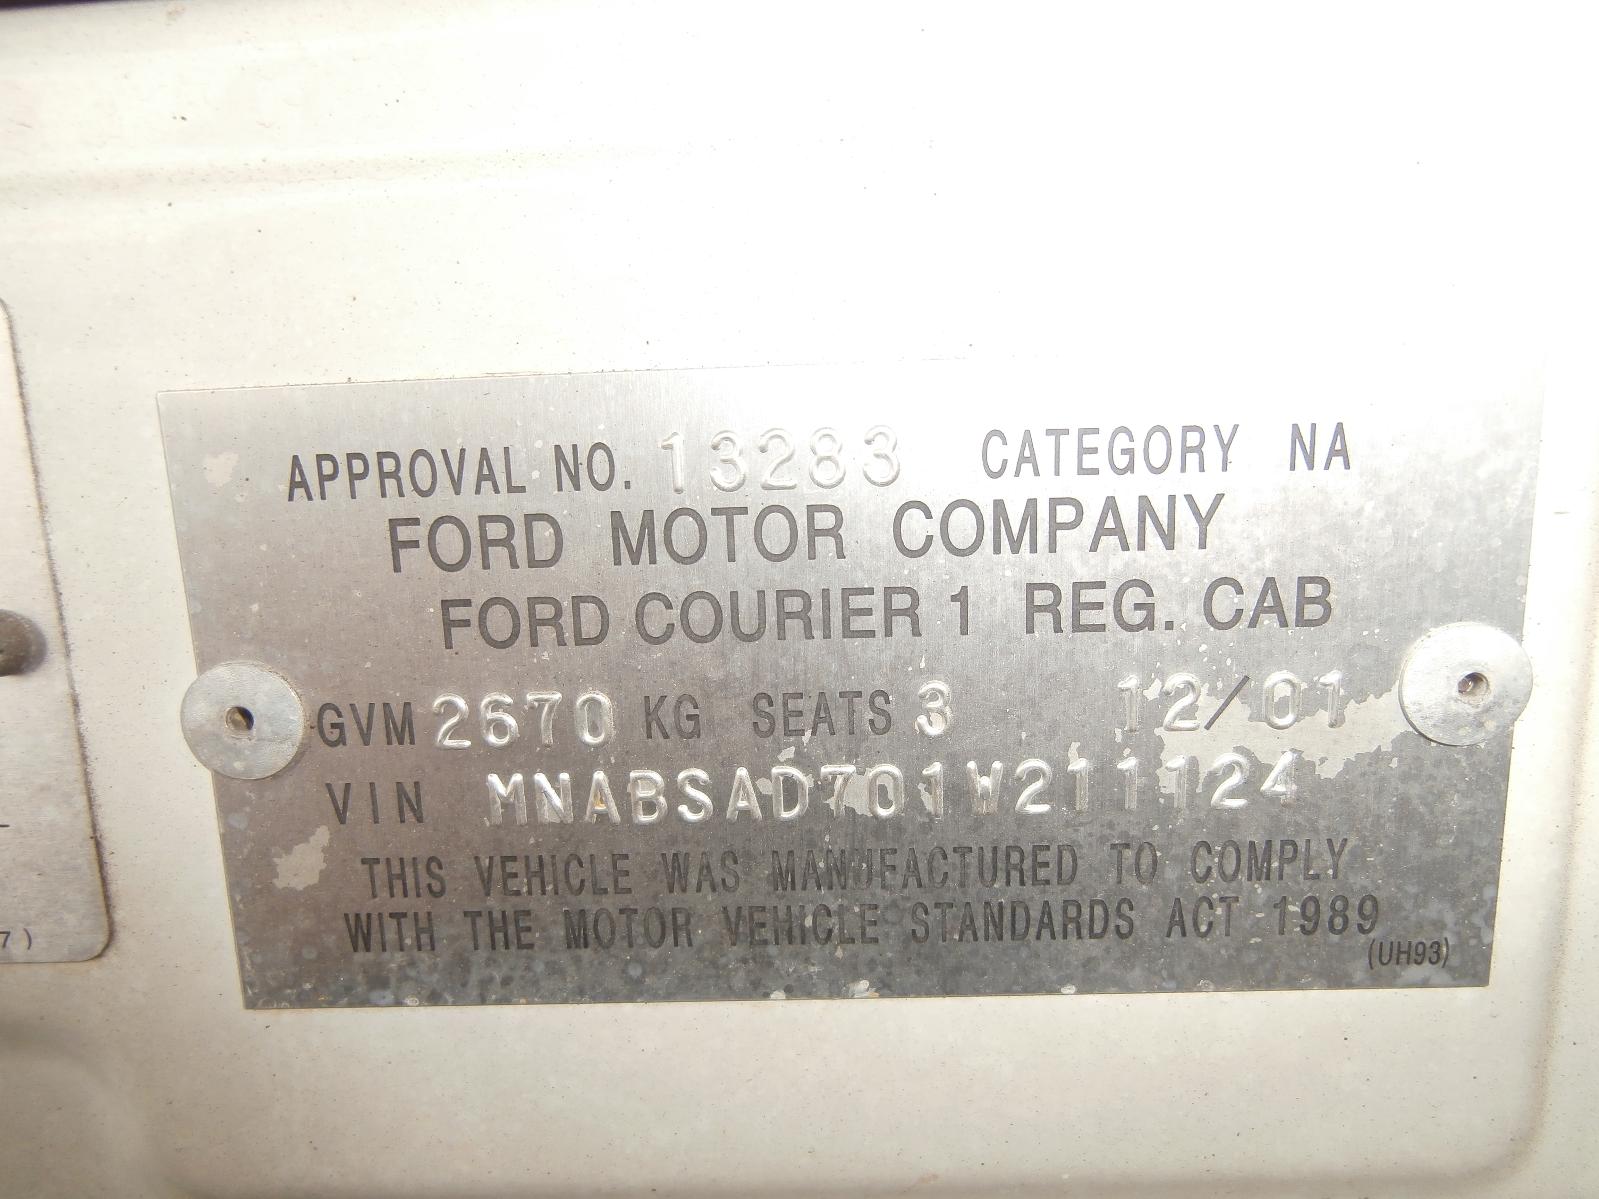 APPROVAL NO. 13283 CATEGORY NA
FORD MOTOR COMPANY
FORD COURIER 1 REG. CAB
GVM 2670 KG SEATS 3 12/01
VIN MNABSAD701W211124
THIS VEHICLE WAS MANUFACTURED TO COMPLY
WITH THE MOTOR VEHICLE STANDARDS ACT 1989
(UH93)
7)